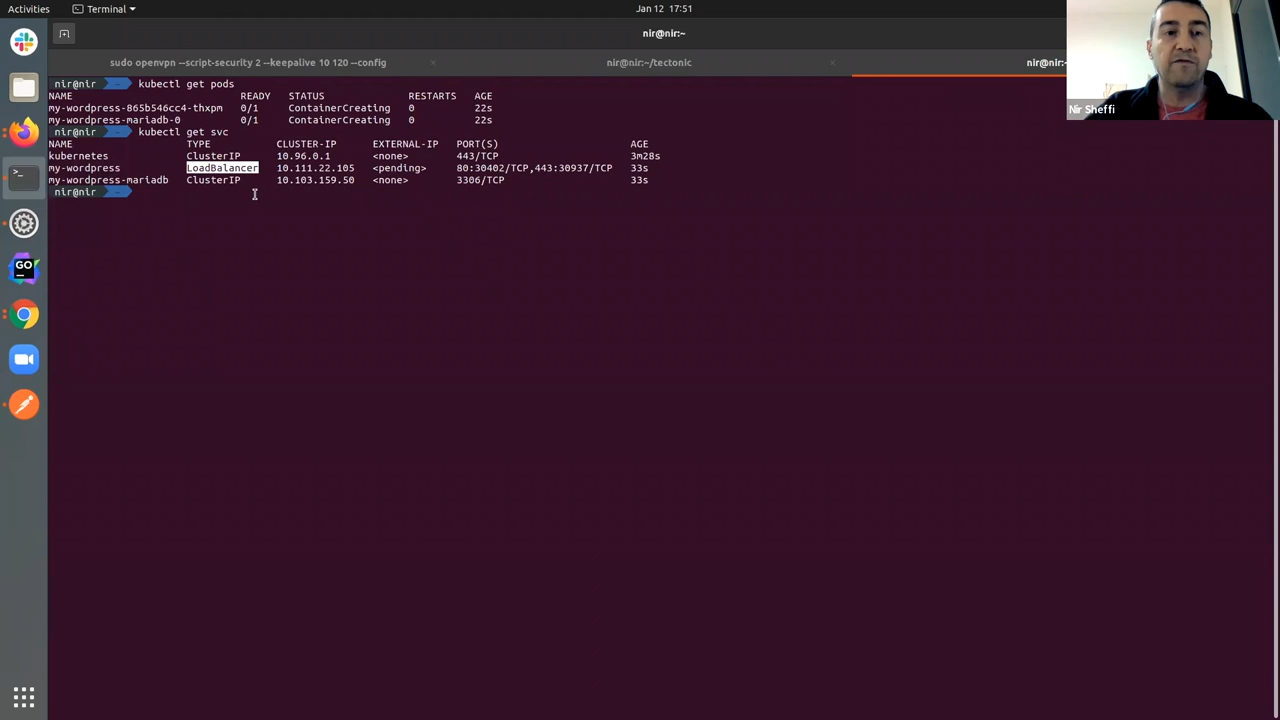 Activities Terminal Jan 12 17:51
nir@nir:~
sudo openvpn --script-security 2 --keepalive 10 120 --config × nir@nir:~/tectonic × nir@nir:~
nir@nir ~ kubectl get pods
NAME READY STATUS RESTARTS AGE
my-wordpress-865b546cc4-thxpm 0/1 ContainerCreating 0 22s
my-wordpress-mariadb-0 0/1 ContainerCreating 0 22s
nir@nir ~ kubectl get svc
NAME TYPE CLUSTER-IP EXTERNAL-IP PORT(S) AGE
kubernetes ClusterIP 10.96.0.1 <none> 443/TCP 3m28s
my-wordpress LoadBalancer 10.111.22.105 <pending> 80:30402/TCP,443:30937/TCP 33s
my-wordpress-mariadb ClusterIP 10.103.159.50 <none> 3306/TCP 33s
nir@nir ~
Nir Sheffi
GO